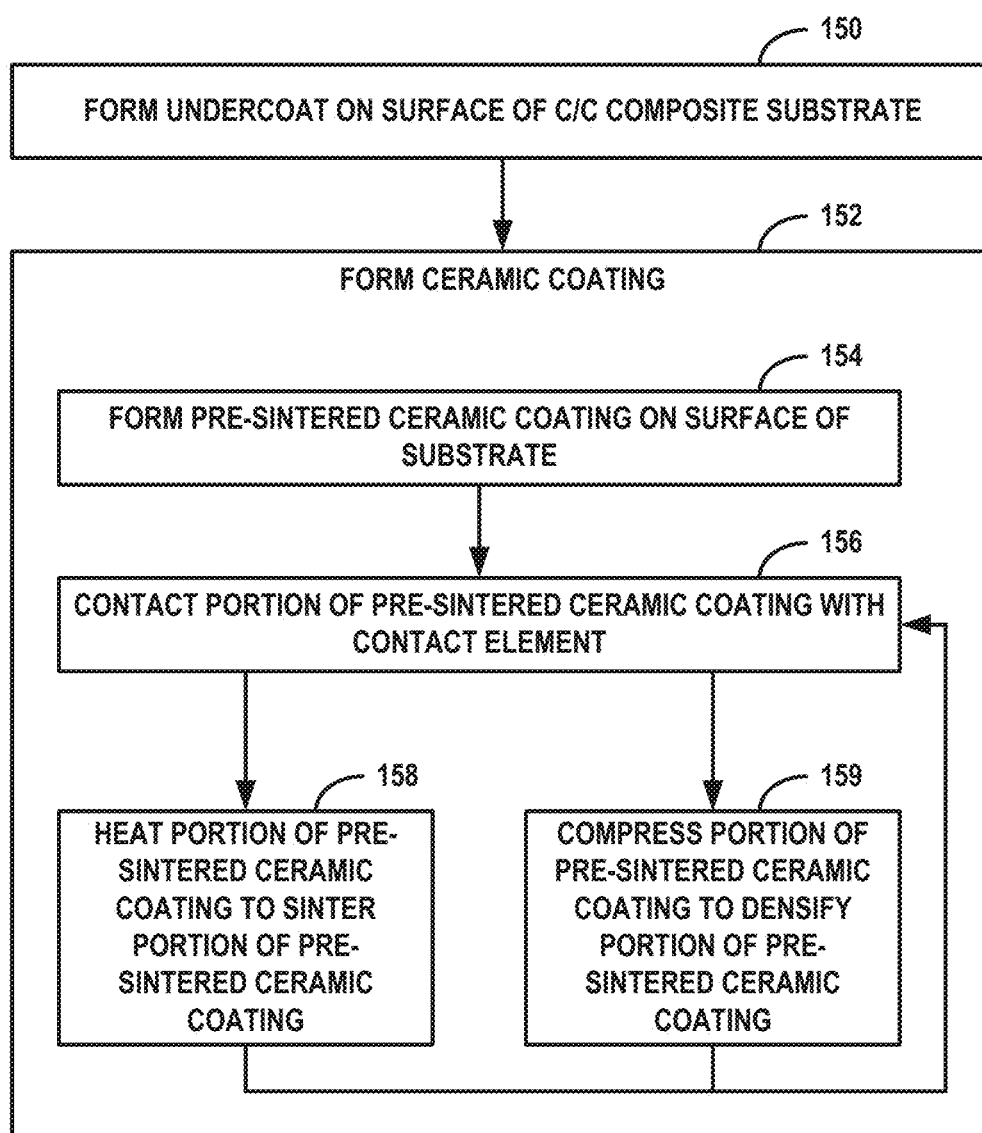 150
FORM UNDERCOAT ON SURFACE OF C/C COMPOSITE SUBSTRATE
152
FORM CERAMIC COATING
154
FORM PRE-SINTERED CERAMIC COATING ON SURFACE OF
SUBSTRATE
156
CONTACT PORTION OF PRE-SINTERED CERAMIC COATING WITH
CONTACT ELEMENT
158
HEAT PORTION OF PRE-
SINTERED CERAMIC
COATING TO SINTER
PORTION OF PRE-
SINTERED CERAMIC
COATING
159
COMPRESS PORTION OF
PRE-SINTERED CERAMIC
COATING TO DENSIFY
PORTION OF PRE-
SINTERED CERAMIC
COATING